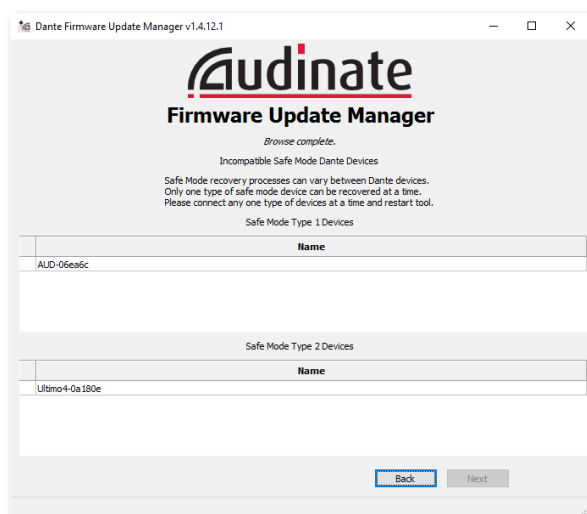 Dante Firmware Update Manager v1.4.12.1
Audinate
Firmware Update Manager
Browse complete.
Incompatible Safe Mode Dante Devices
Safe Mode recovery processes can vary between Dante devices.
Only one type of safe mode device can be recovered at a time.
Please connect any one type of devices at a time and restart tool.
Safe Mode Type 1 Devices
Name
AUD-06ea6c
Safe Mode Type 2 Devices
Name
Ultimo4-0a180e
Back Next